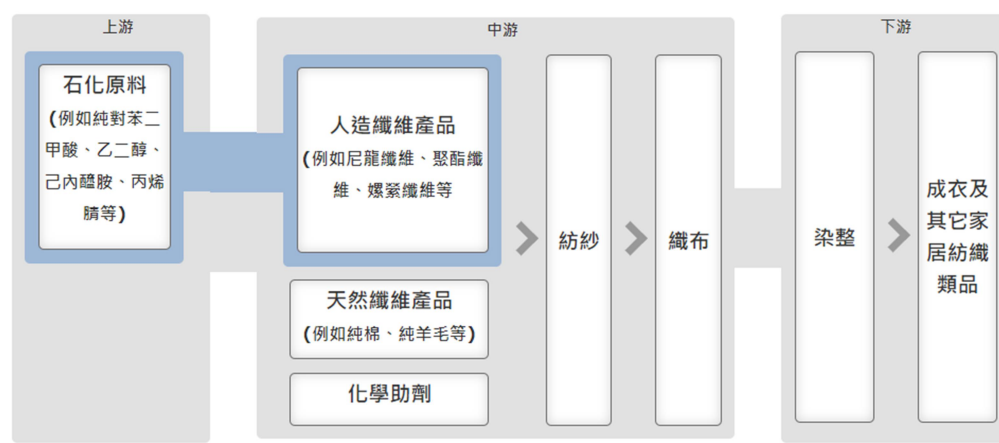 上游
石化原料
(例如純對苯二
甲酸、乙二醇、
己內醯胺、丙烯
腈等)
中游
人造纖維產品
(例如尼龍纖維、聚酯纖
維、嫘縈纖維等
天然纖維產品
(例如純棉、純羊毛等)
化學助劑
紡紗
織布
下游
染整
成衣及
其它家
居紡織
類品